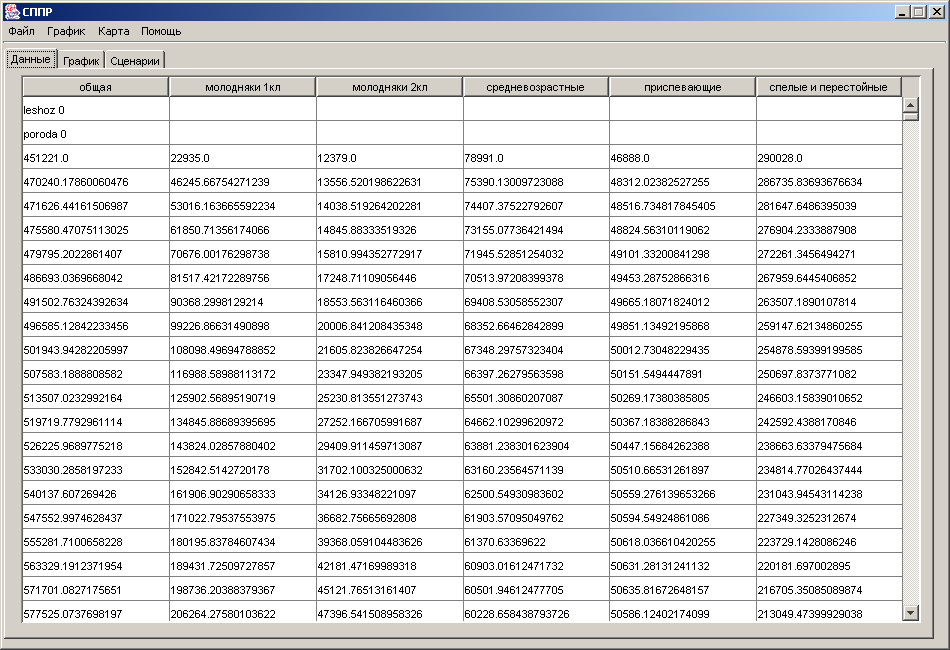 СППР
Файл График Карта Помощь
Данные График Сценарии
общая молодняки 1кл молодняки 2кл средневозрастные приспевающие спелые и перестойные
leshoz 0
poroda 0
451221.0 22935.0 12379.0 78991.0 46888.0 290028.0
470240.17860060476 46245.66754271239 13556.520198622631 75390.13009723088 48312.02382527255 286735.83693676634
471626.44161506987 53016.163665592234 14038.519264202281 74407.37522792607 48516.734817845405 281647.6486395039
475580.47075113025 61850.71356174066 14845.88333519326 73155.07736421494 48824.56310119062 276904.2333887908
479795.2022861407 70676.00176298738 15810.994352772917 71945.52851254032 49101.33200841298 272261.3456494271
486693.0369668042 81517.42172289756 17248.71109056446 70513.97208399378 49453.28752866316 267959.6445406852
491502.76324392634 90368.2998129214 18553.563116460366 69408.53058552307 49665.18071824012 263507.1890107814
496585.12842233456 99226.86631490898 20006.841208435348 68352.66462842899 49851.13492195868 259147.62134860255
501943.94282205997 108098.49694788852 21605.823826647254 67348.29757323404 50012.73048229435 254878.59399199585
507583.1888808582 116988.58988113172 23347.949382193205 66397.26279563598 50151.5494447891 250697.8373771082
513507.0232992164 125902.56895190719 25230.813551273743 65501.30860207087 50269.17380385805 246603.15839010652
519719.7792961114 134845.88689395695 27252.166705991687 64662.10299620972 50367.18388286843 242592.4388170846
526225.9689775218 143824.02857880402 29409.911459713087 63881.238301623904 50447.15684262388 238663.63379475684
533030.2858197233 152842.5142720178 31702.100325000632 63160.23564571139 50510.66531261897 234814.77026437444
540137.607269426 161906.90290658333 34126.93348221097 62500.54930983602 50559.276139653266 231043.94543114238
547552.9974628437 171022.79537553975 36682.75665692808 61903.57095049762 50594.54924861086 227349.3252312674
555281.7100658228 180195.83784607434 39368.059104483626 61370.63369622 50618.036610420255 223729.1428086246
563329.1912371954 189431.72509727857 42181.47169989318 60903.01612471732 50631.28131241132 220181.697002895
571701.0827175651 198736.20388379367 45121.76513161407 60501.94612477705 50635.81672648157 216705.35085089874
577525.0737698197 206264.27580103622 47396.541508958326 60228.658438793726 50586.12402174099 213049.47399929038